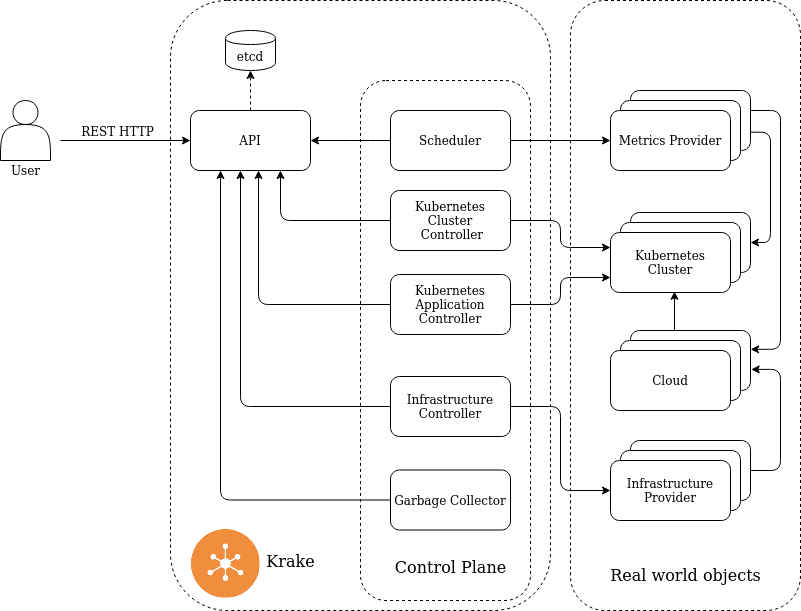 etcd
REST HTTP
API
Scheduler
Metrics Provider
User
Kubernetes
Cluster
Controller
Kubernetes
Cluster
Kubernetes
Application
Controller
Cloud
Infrastructure
Controller
Infrastructure
Provider
Garbage Collector
Krake
Control Plane
Real world objects